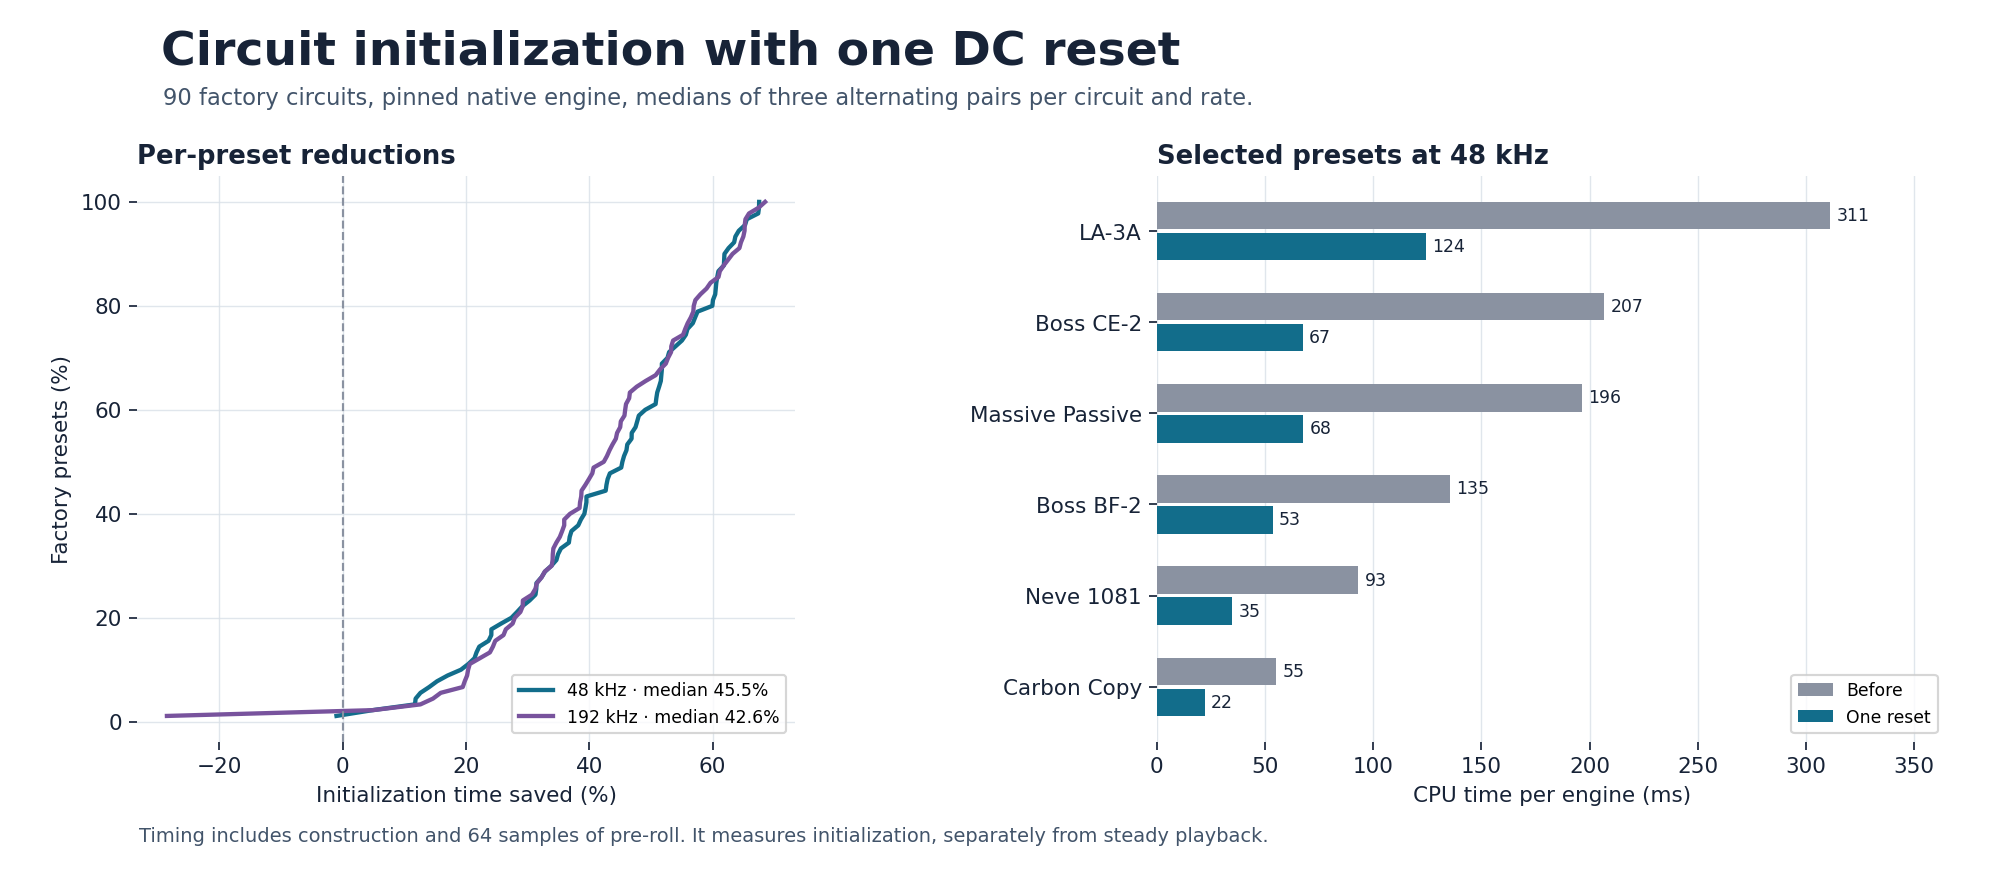 Circuit initialization with one DC reset
90 factory circuits, pinned native engine, medians of three alternating pairs per circuit and rate.
Per-preset reductions
Factory presets (%)
100
80
60
40
20
0
−20
0
20
40
60
Initialization time saved (%)
48 kHz · median 45.5%
192 kHz · median 42.6%
Selected presets at 48 kHz
LA-3A
311
124
Boss CE-2
207
67
Massive Passive
196
68
Boss BF-2
135
53
Neve 1081
93
35
Carbon Copy
55
22
Before
One reset
0
50
100
150
200
250
300
350
CPU time per engine (ms)
Timing includes construction and 64 samples of pre-roll. It measures initialization, separately from steady playback.